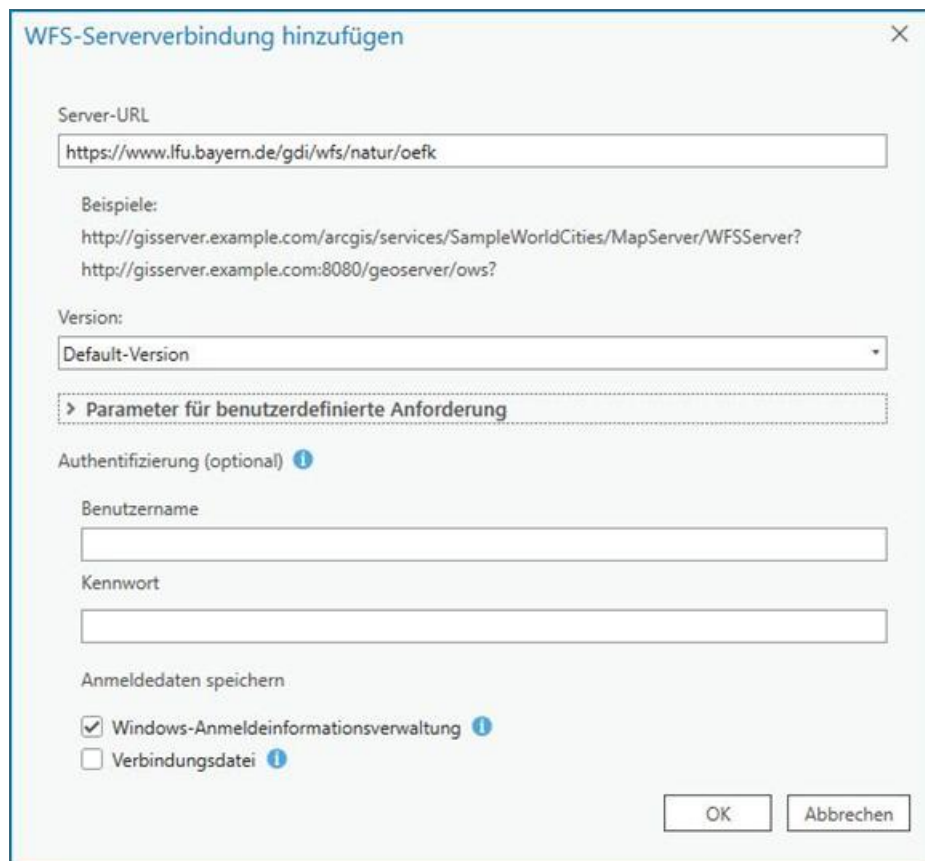 WFS-Serververbindung hinzufügen
Server-URL
https://www.lfu.bayern.de/gdi/wfs/natur/oefk
Beispiele:
http://gisserver.example.com/arcgis/services/SampleWorldCities/MapServer/WFSServer?
http://gisserver.example.com:8080/geoserver/ows?
Version:
Default-Version
Parameter für benutzerdefinierte Anforderung
Authentifizierung (optional)
Benutzername
Kennwort
Anmeldedaten speichern
Windows-Anmeldeinformationsverwaltung
Verbindungsdatei
OK Abbrechen